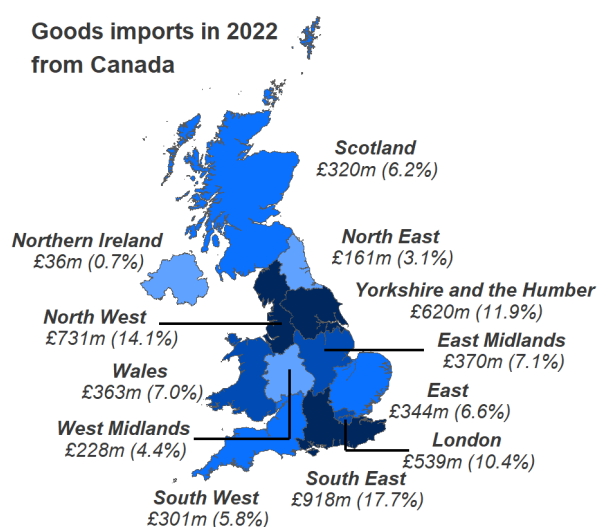 Goods imports in 2022
from Canada
Scotland
£320m (6.2%)
Northern Ireland
£36m (0.7%)
North East
£161m (3.1%)
Yorkshire and the Humber
£620m (11.9%)
North West
£731m (14.1%)
East Midlands
£370m (7.1%)
Wales
£363m (7.0%)
East
£344m (6.6%)
West Midlands
£228m (4.4%)
London
£539m (10.4%)
South East
£918m (17.7%)
South West
£301m (5.8%)